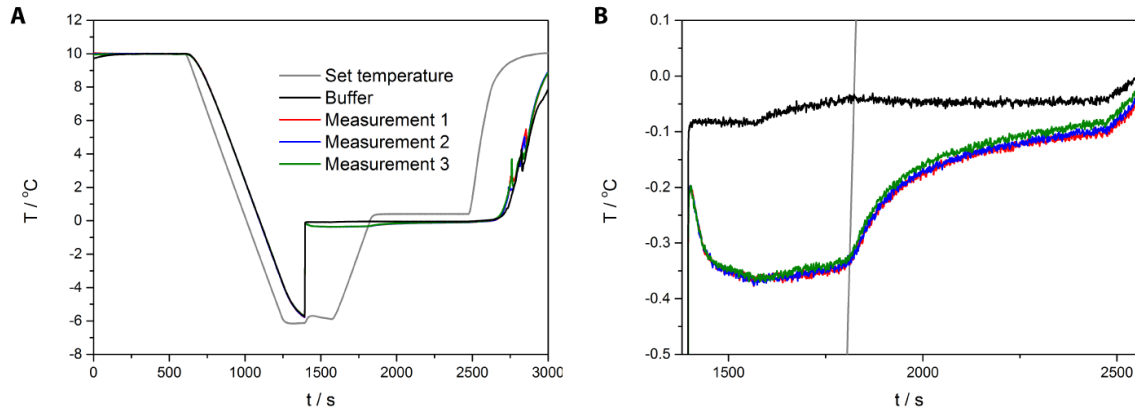 A
12
10
8
6
4
2
0
-2
-4
-6
-8
T / °C
0
500
1000
1500
2000
2500
3000
t / s
Set temperature
Buffer
Measurement 1
Measurement 2
Measurement 3
B
0.1
0.0
-0.1
-0.2
-0.3
-0.4
-0.5
T / °C
1500
2000
2500
t / s